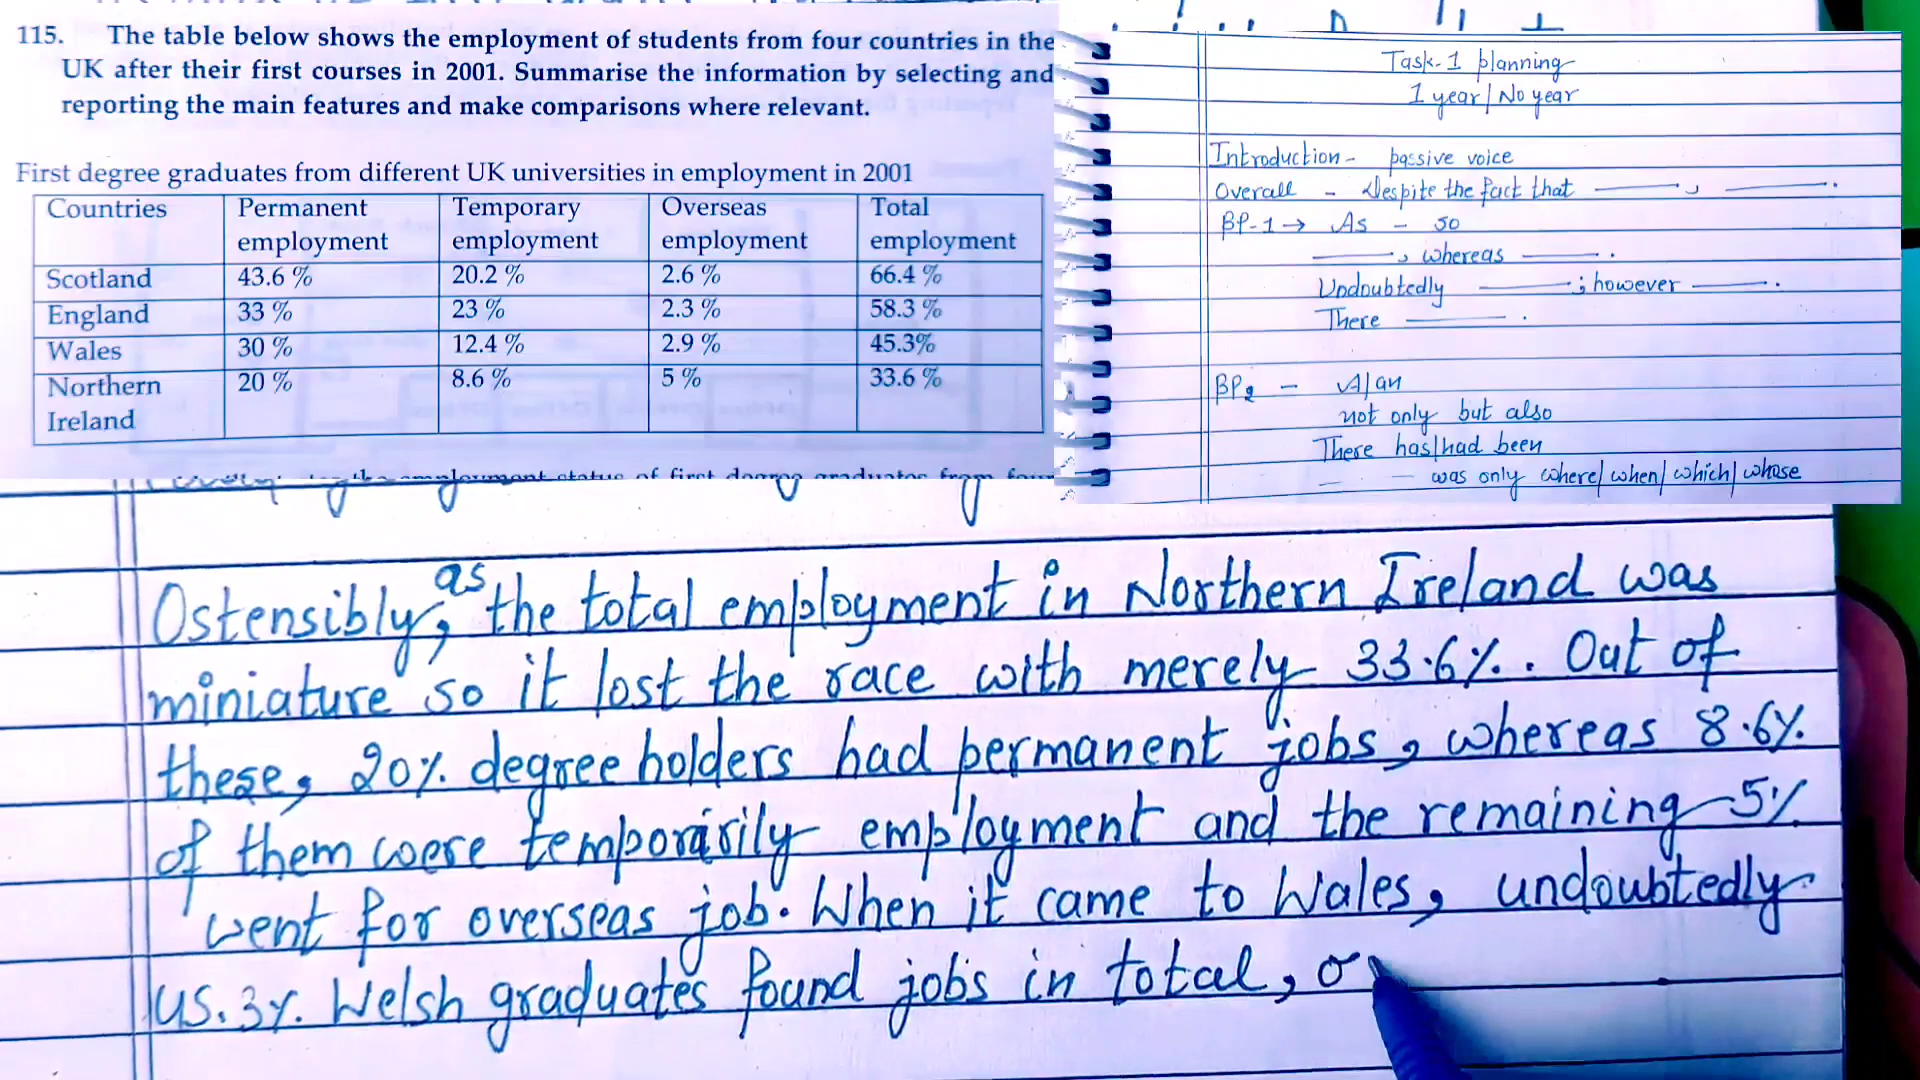 115. The table below shows the employment of students from four countries in the
UK after their first courses in 2001. Summarise the information by selecting and
reporting the main features and make comparisons where relevant.
First degree graduates from different UK universities in employment in 2001
Countries Permanent employment Temporary employment Overseas employment Total employment
Scotland 43.6 % 20.2 % 2.6 % 66.4 %
England 33 % 23 % 2.3 % 58.3 %
Wales 30 % 12.4 % 2.9 % 45.3%
Northern Ireland 20 % 8.6 % 5 % 33.6 %
the employment status of first degree graduates from four
Task-1 planning
1 year/No year
Introduction- passive voice
Overall - Despite the fact that ———, ———.
BP-1 → As - so
———, whereas ———.
Undoubtedly ———; however ———.
There ———.
BP2 - A/an
not only but also
There has/had been
— — was only where/when/which/whose
Ostensibly, as the total employment in Northern Ireland was
miniature so it lost the race with merely 33.6%. Out of
these, 20% degree holders had permanent jobs, whereas 8.6%
of them were temporarily employment and the remaining 5%
went for overseas job. When it came to Wales, undoubtedly
45.3% Welsh graduates found jobs in total,